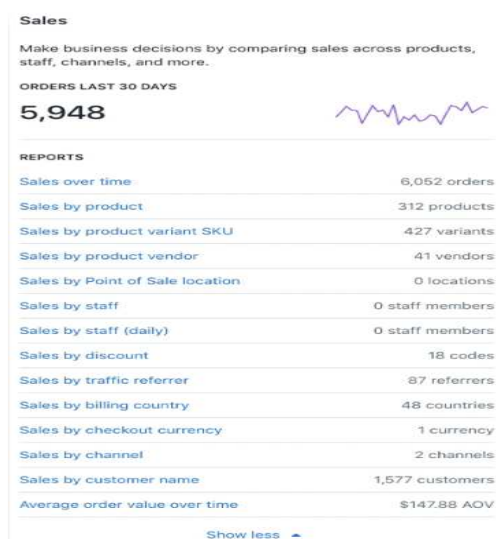 Sales
Make business decisions by comparing sales across products,
staff, channels, and more.
ORDERS LAST 30 DAYS
5,948
REPORTS
Sales over time 6,052 orders
Sales by product 312 products
Sales by product variant SKU 427 variants
Sales by product vendor 41 vendors
Sales by Point of Sale location 0 locations
Sales by staff 0 staff members
Sales by staff (daily) 0 staff members
Sales by discount 18 codes
Sales by traffic referrer 87 referrers
Sales by billing country 48 countries
Sales by checkout currency 1 currency
Sales by channel 2 channels
Sales by customer name 1,577 customers
Average order value over time $147.88 AOV
Show less